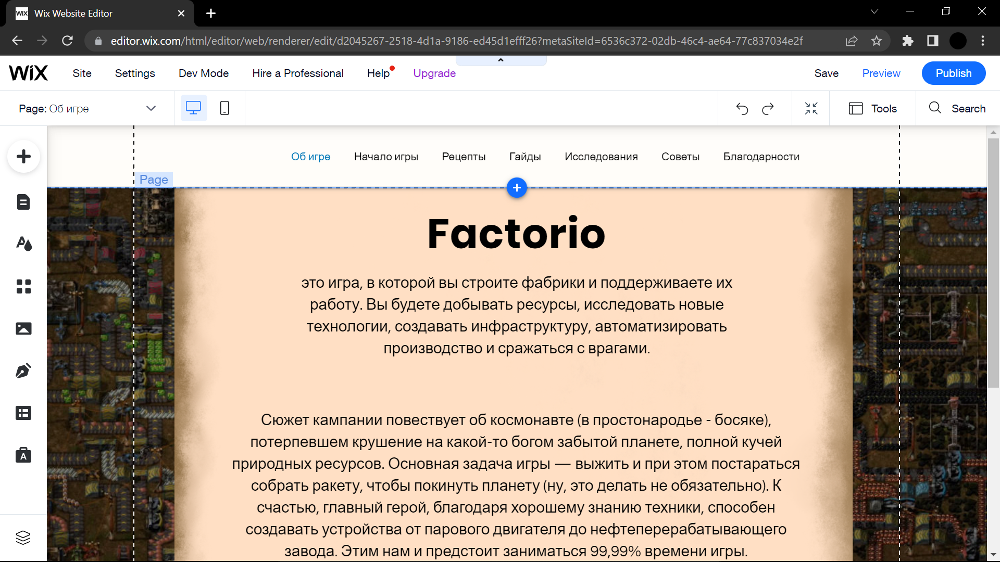 WiX Wix Website Editor
editor.wix.com/html/editor/web/renderer/edit/d2045267-2518-4d1a-9186-ed45d1efff26?metaSiteId=6536c372-02db-46c4-ae64-77c837034e2f
WiX Site Settings Dev Mode Hire a Professional Help Upgrade Save Preview Publish
Page: Об игре Tools Search
Об игре Начало игры Рецепты Гайды Исследования Советы Благодарности
Page
Factorio
это игра, в которой вы строите фабрики и поддерживаете их
работу. Вы будете добывать ресурсы, исследовать новые
технологии, создавать инфраструктуру, автоматизировать
производство и сражаться с врагами.
Сюжет кампании повествует об космонавте (в простонародье - босяке),
потерпевшем крушение на какой-то богом забытой планете, полной кучей
природных ресурсов. Основная задача игры — выжить и при этом постараться
собрать ракету, чтобы покинуть планету (ну, это делать не обязательно). К
счастью, главный герой, благодаря хорошему знанию техники, способен
создавать устройства от парового двигателя до нефтеперерабатывающего
завода. Этим нам и предстоит заниматься 99,99% времени игры.